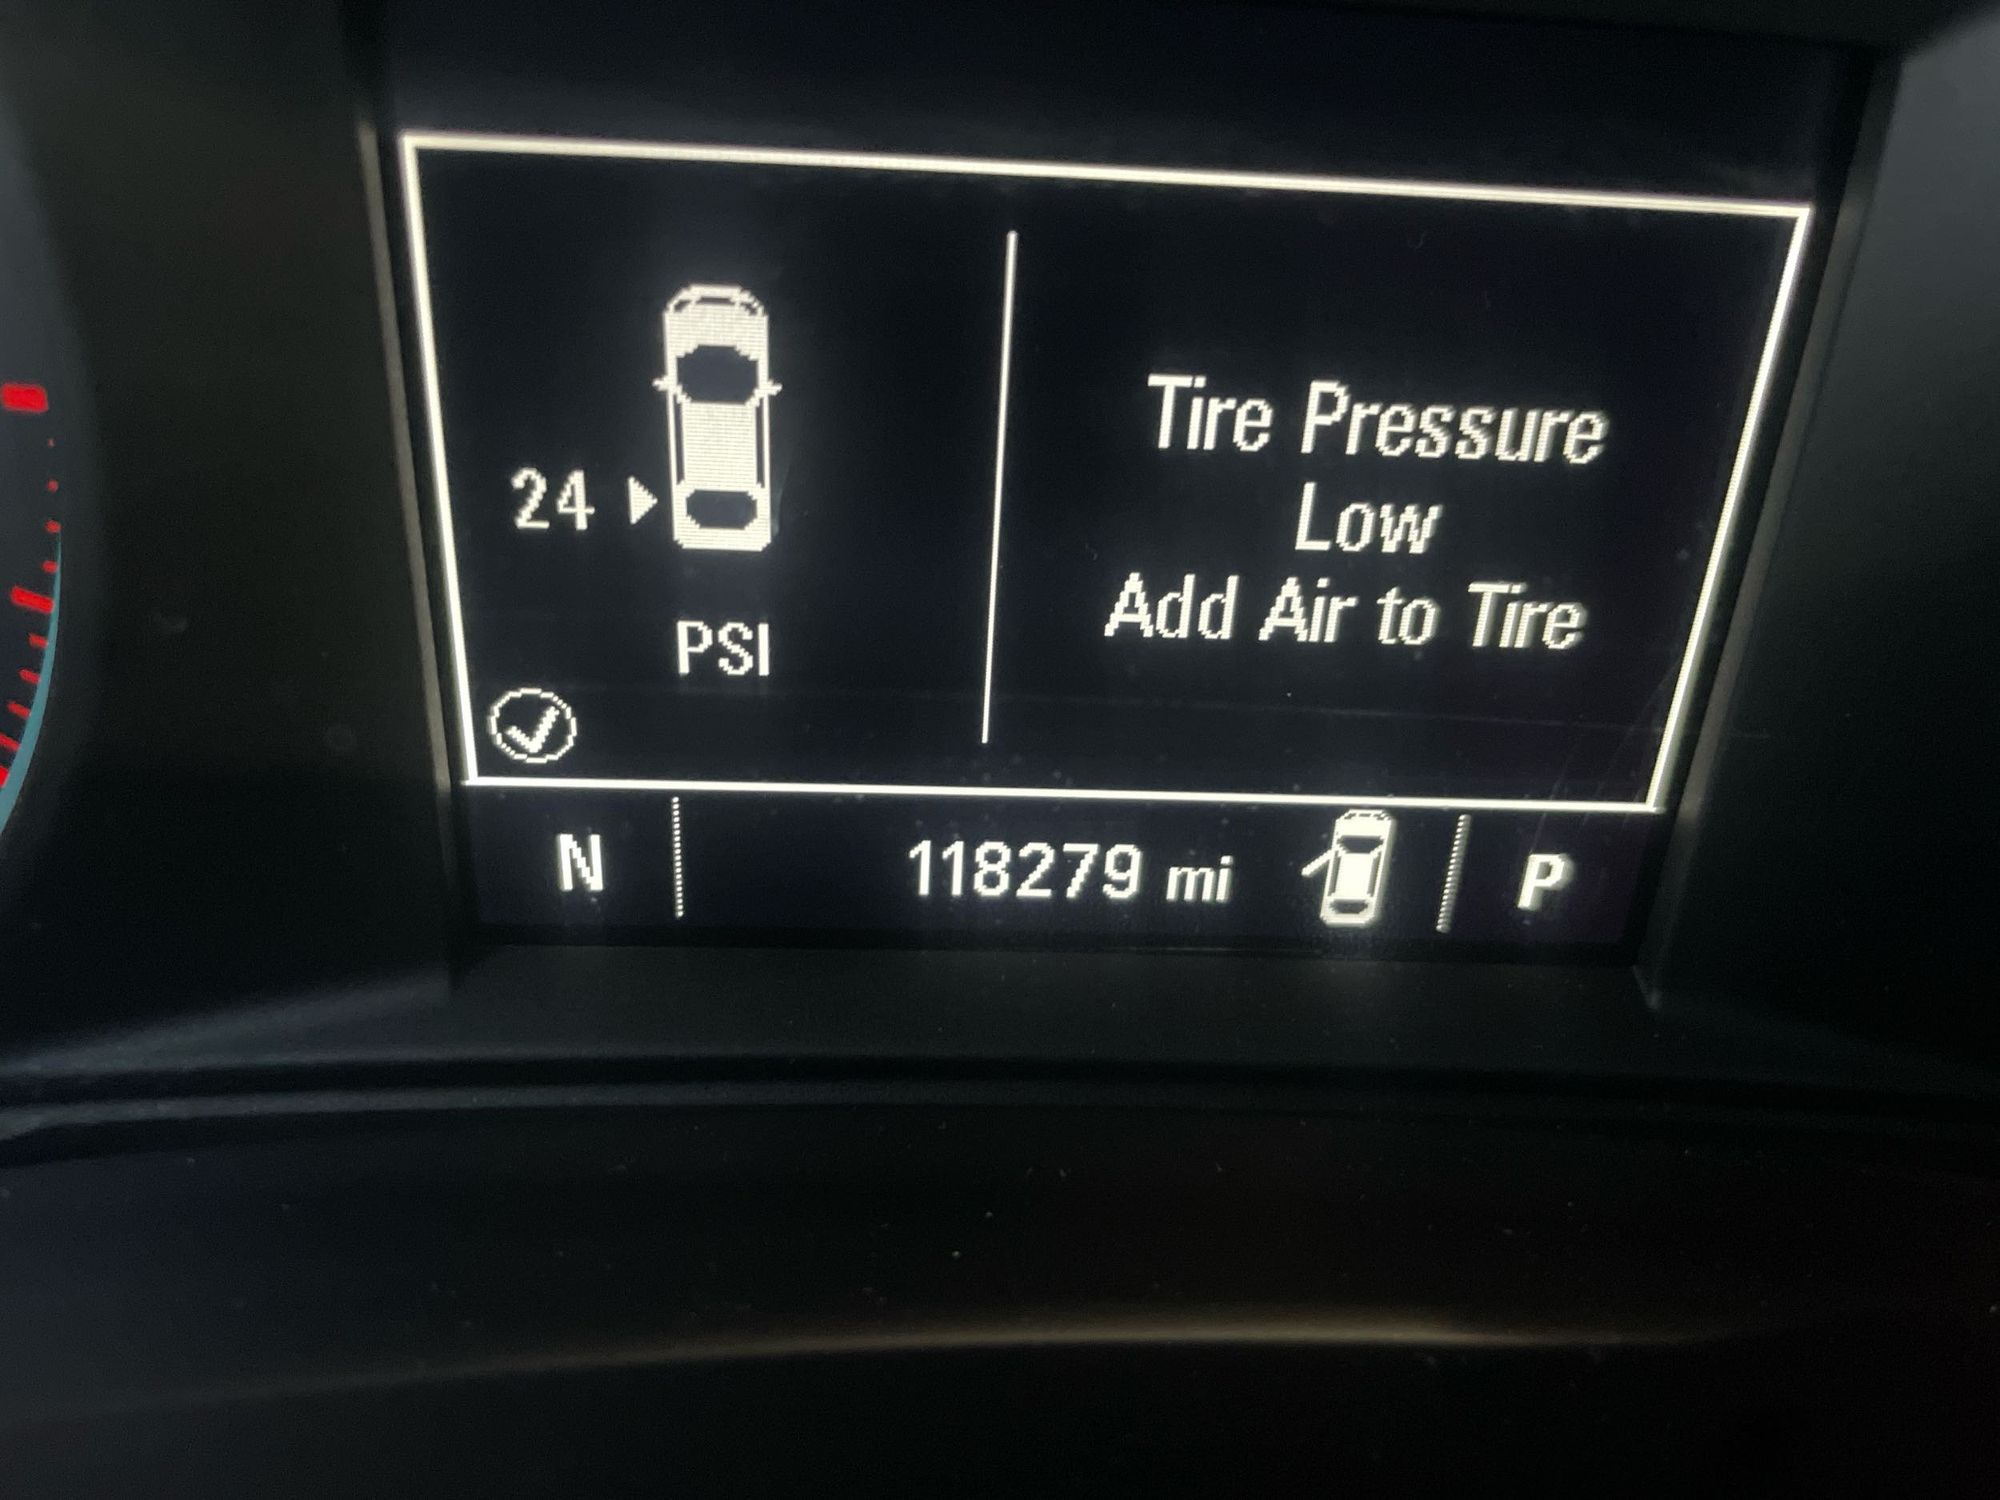 24
PSI
Tire Pressure
Low
Add Air to Tire
N
118279 mi
P